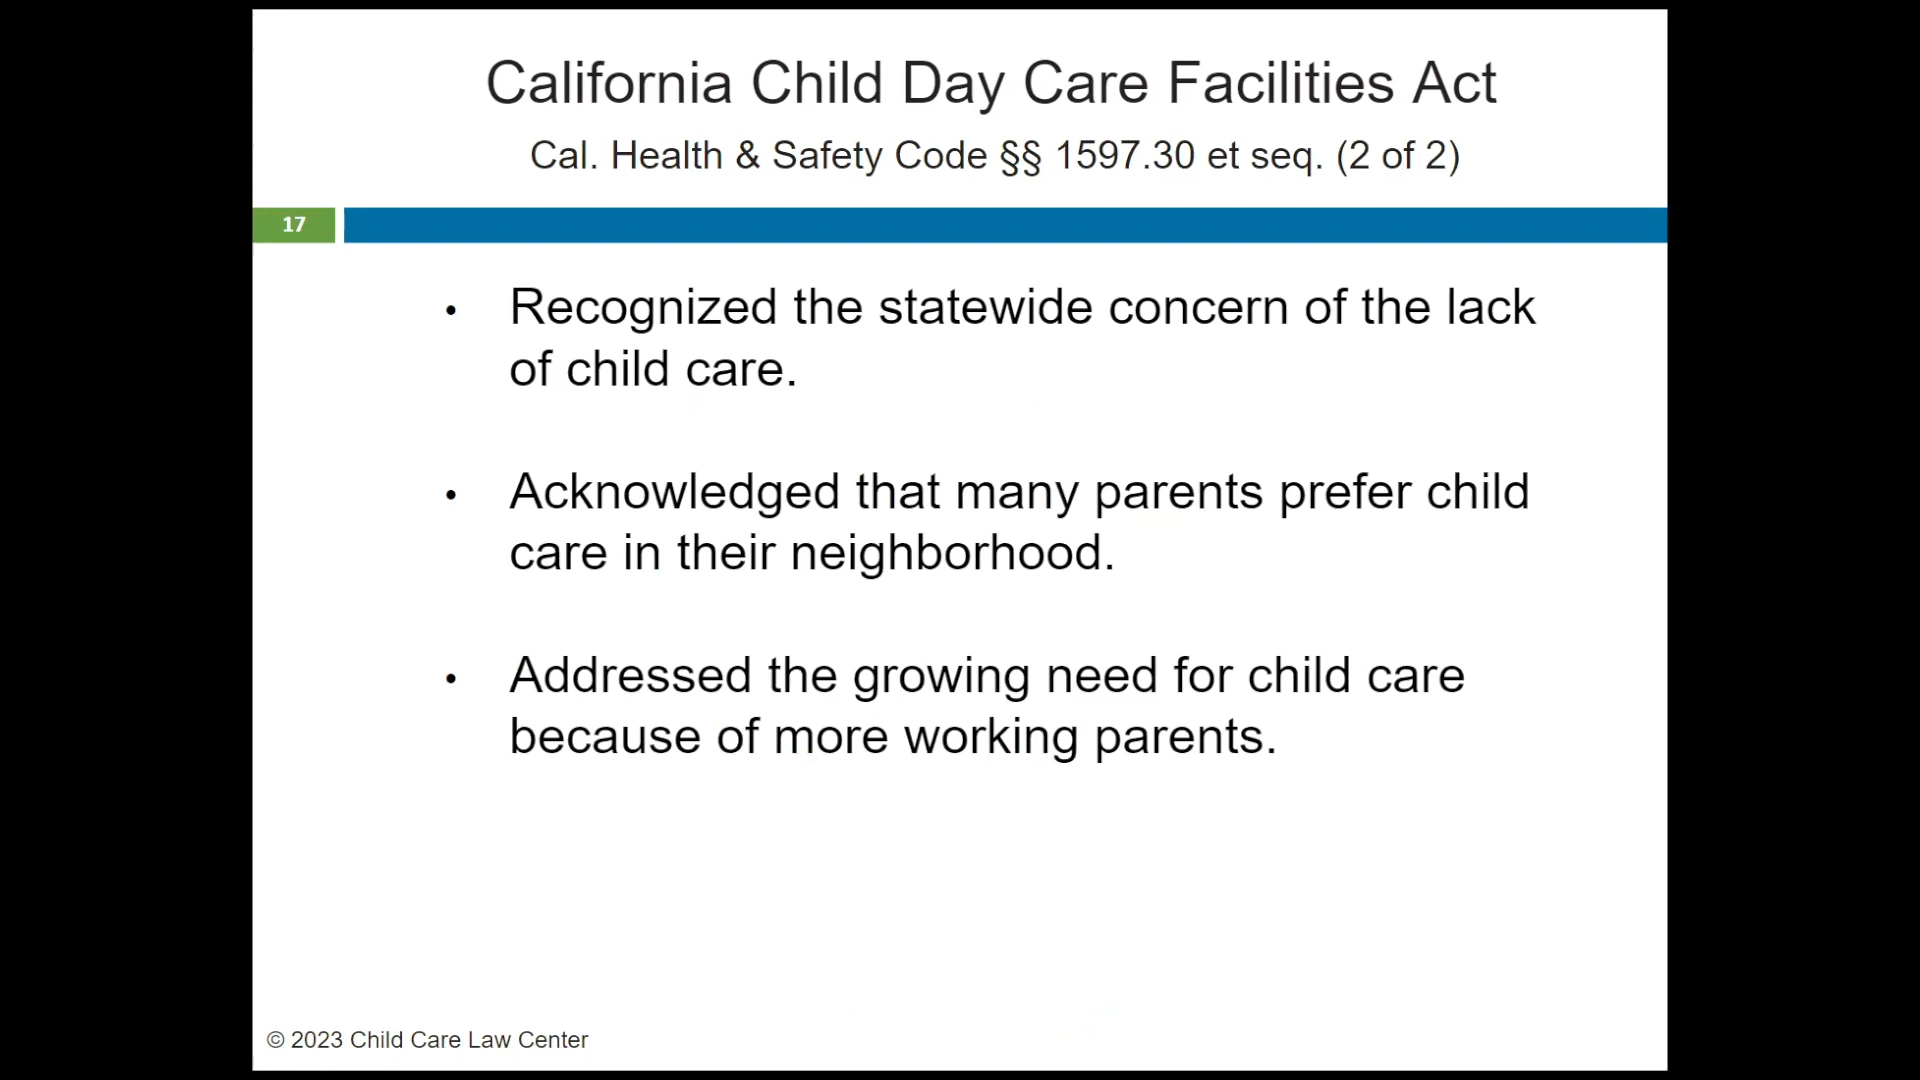 California Child Day Care Facilities Act
Cal. Health & Safety Code §§ 1597.30 et seq. (2 of 2)
17
• Recognized the statewide concern of the lack
of child care.
• Acknowledged that many parents prefer child
care in their neighborhood.
• Addressed the growing need for child care
because of more working parents.
© 2023 Child Care Law Center